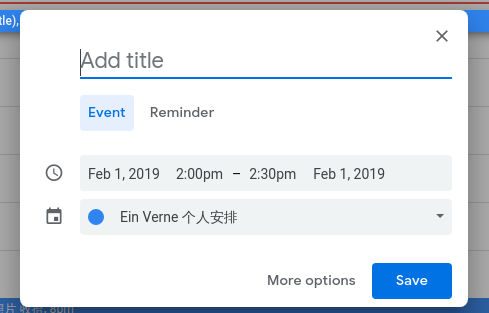 tle),
Add title
Event Reminder
Feb 1, 2019 2:00pm – 2:30pm Feb 1, 2019
Ein Verne 个人安排
More options Save
8pm